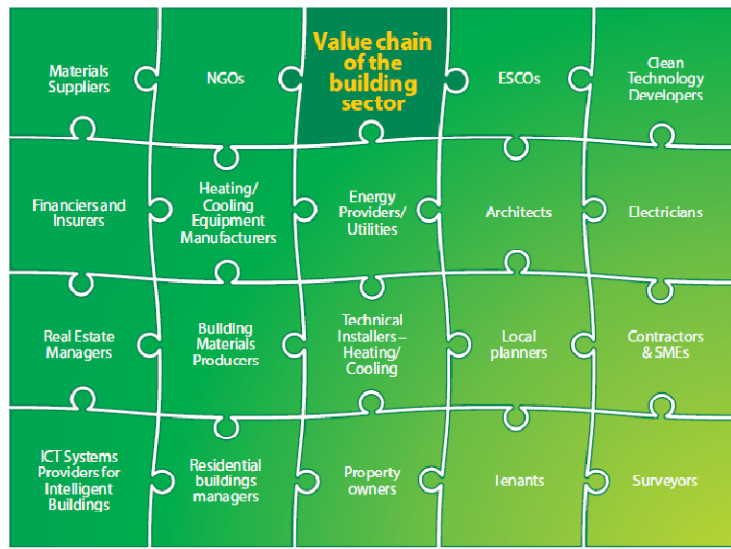 Materials
Suppliers
NGOs
Value chain
of the
building
sector
ESCOs
Clean
Technology
Developers
Financiers and
Insurers
Heating/
Cooling
Equipment
Manufacturers
Energy
Providers/
Utilities
Architects
Electricians
Real Estate
Managers
Building
Materials
Producers
Technical
Installers –
Heating/
Cooling
Local
planners
Contractors
& SMEs
ICT Systems
Providers for
Intelligent
Buildings
Residential
buildings
managers
Property
owners
Tenants
Surveyors